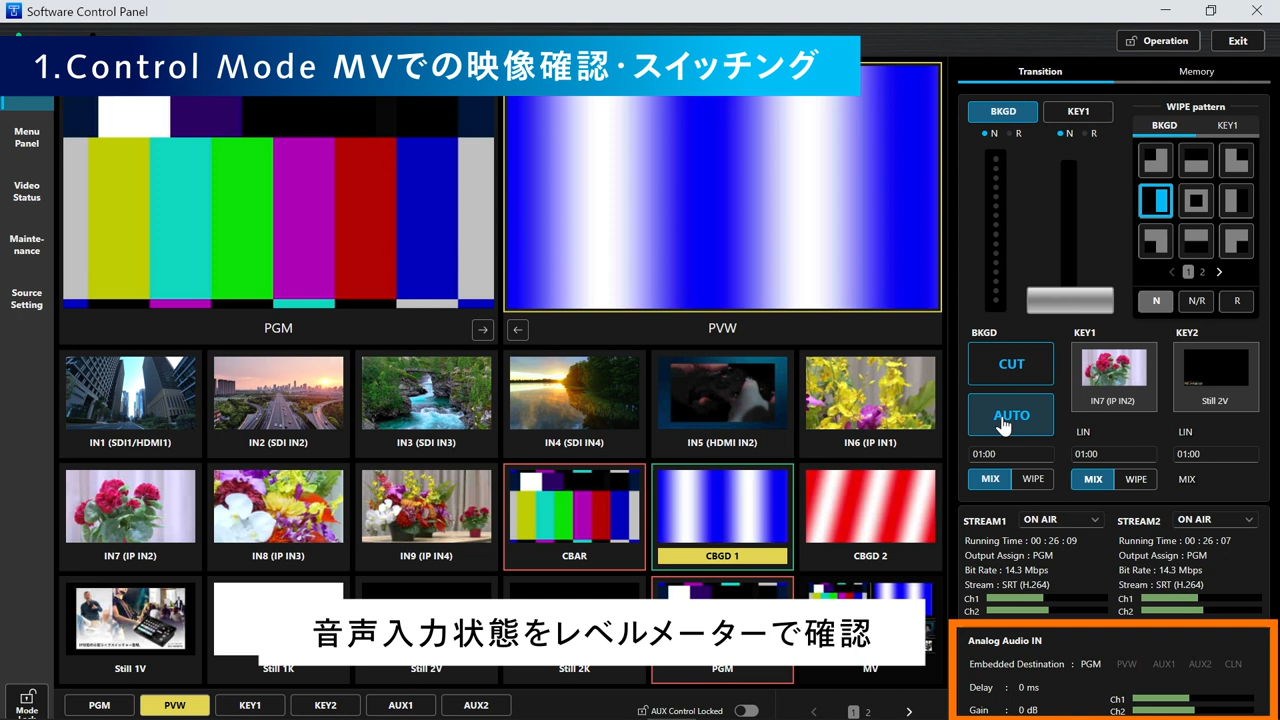 Software Control Panel
Operation
Exit
1.Control Mode MVでの映像確認·スイッチング
Menu
Panel
Video
Status
Mainte-
nance
Source
Setting
Mode
PGM
PVW
IN1 (SDI1/HDMI1)
IN2 (SDI IN2)
IN3 (SDI IN3)
IN4 (SDI IN4)
IN5 (HDMI IN2)
IN6 (IP IN1)
IN7 (IP IN2)
IN8 (IP IN3)
IN9 (IP IN4)
CBAR
CBGD 1
CBGD 2
音声入力状態をレベルメーターで確認
Still 1V
Still 1K
Still 2V
Still 2K
PGM
MV
PGM
PVW
KEY1
KEY2
AUX1
AUX2
AUX Control Locked
1
2
Transition
Memory
BKGD
KEY1
N
R
N
R
WIPE pattern
BKGD
KEY1
1
2
N
N/R
R
BKGD
KEY1
KEY2
CUT
AUTO
IN7 (IP IN2)
Still 2V
LIN
LIN
01:00
01:00
01:00
MIX
WIPE
MIX
WIPE
MIX
STREAM1
ON AIR
Running Time : 00 : 26 : 09
Output Assign : PGM
Bit Rate : 14.3 Mbps
Stream : SRT (H.264)
Ch1
Ch2
STREAM2
ON AIR
Running Time : 00 : 26 : 07
Output Assign : PGM
Bit Rate : 14.3 Mbps
Stream : SRT (H.264)
Ch1
Ch2
Analog Audio IN
Embedded Destination : PGM PVW AUX1 AUX2 CLN
Delay : 0 ms
Gain : 0 dB
Ch1
Ch2